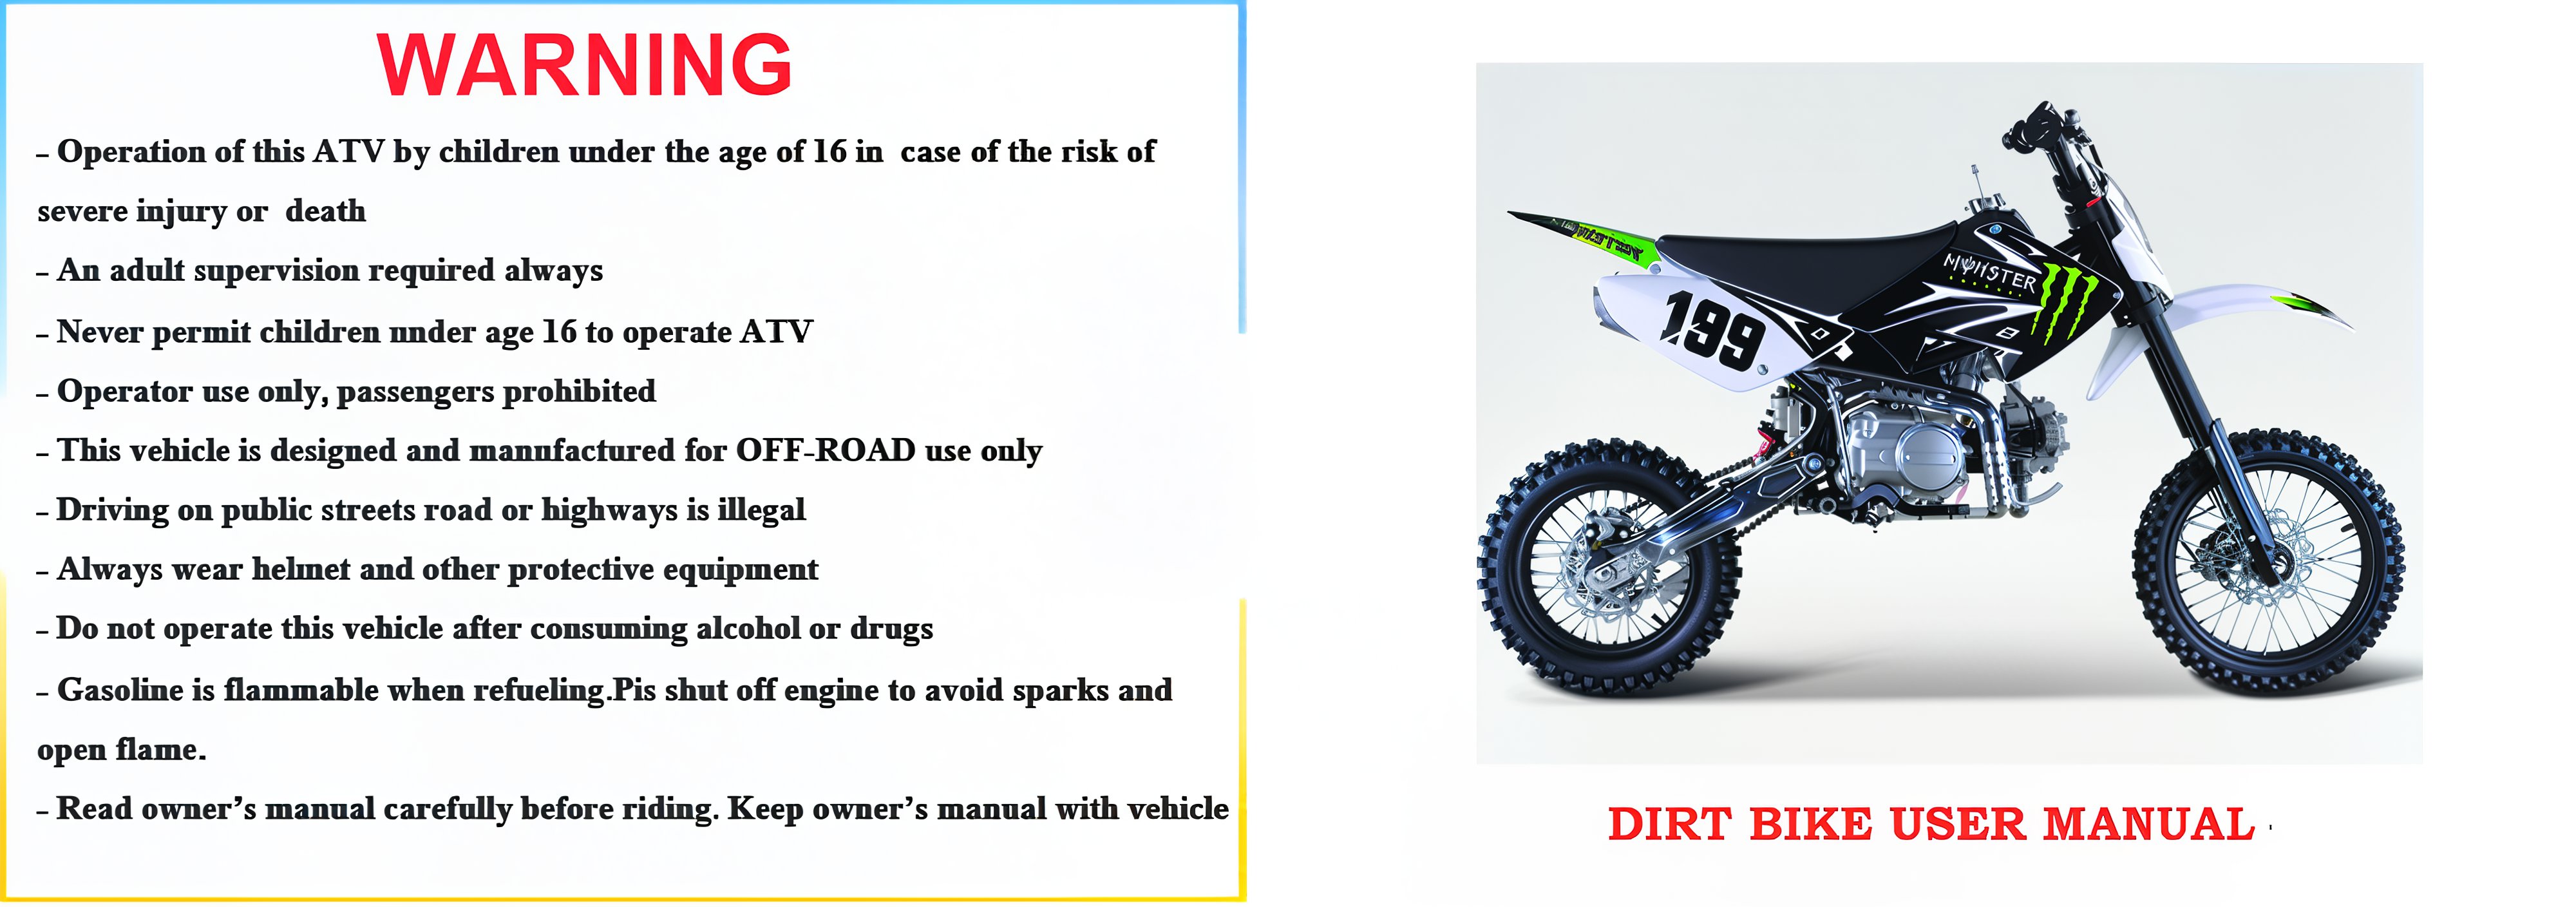 WARNING
- Operation of this ATV by children under the age of 16 in case of the risk of
severe injury or death
- An adult supervision required always
- Never permit children under age 16 to operate ATV
- Operator use only, passengers prohibited
- This vehicle is designed and manufactured for OFF-ROAD use only
- Driving on public streets road or highways is illegal
- Always wear helmet and other protective equipment
- Do not operate this vehicle after consuming alcohol or drugs
- Gasoline is flammable when refueling.Pis shut off engine to avoid sparks and
open flame.
- Read owner's manual carefully before riding. Keep owner's manual with vehicle
MONSTER
199
DIRT BIKE USER MANUAL